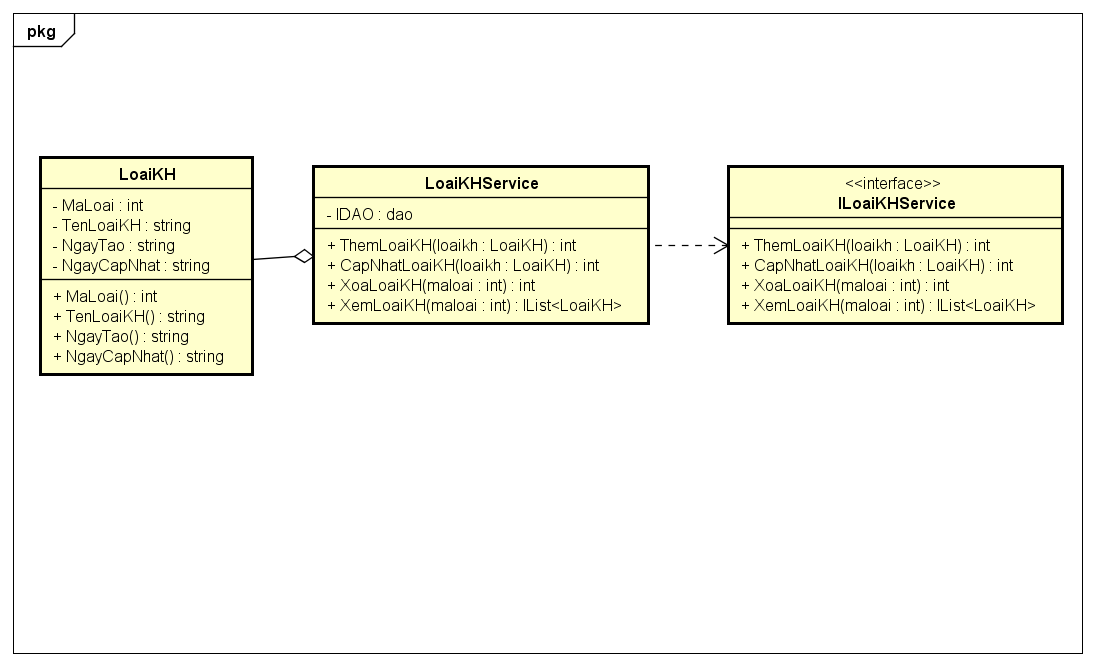 pkg
LoaiKH
- MaLoai : int
- TenLoaiKH : string
- NgayTao : string
- NgayCapNhat : string
+ MaLoai() : int
+ TenLoaiKH() : string
+ NgayTao() : string
+ NgayCapNhat() : string
LoaiKHService
- IDAO : dao
+ ThemLoaiKH(loaikh : LoaiKH) : int
+ CapNhatLoaiKH(loaikh : LoaiKH) : int
+ XoaLoaiKH(maloai : int) : int
+ XemLoaiKH(maloai : int) : IList<LoaiKH>
<<interface>>
ILoaiKHService
+ ThemLoaiKH(loaikh : LoaiKH) : int
+ CapNhatLoaiKH(loaikh : LoaiKH) : int
+ XoaLoaiKH(maloai : int) : int
+ XemLoaiKH(maloai : int) : IList<LoaiKH>